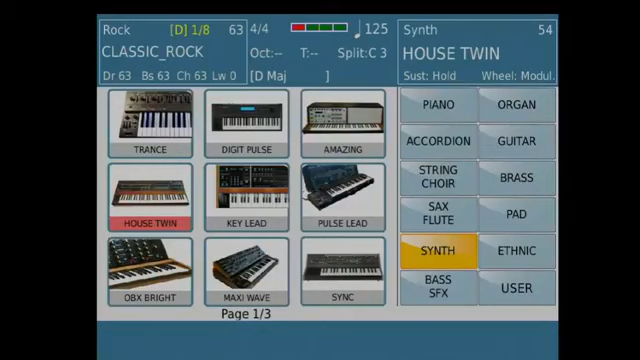 Rock [D] 1/8 63
CLASSIC_ROCK
Dr 63 Bs 63 Ch 63 Lw 0
4/4 125
Oct:-- T:-- Split:C 3
[D Maj ]
Synth 54
HOUSE TWIN
Sust: Hold Wheel: Modul.
TRANCE DIGIT PULSE AMAZING
HOUSE TWIN KEY LEAD PULSE LEAD
OBX BRIGHT MAXI WAVE SYNC
Page 1/3
PIANO ORGAN
ACCORDION GUITAR
STRING
CHOIR
BRASS
SAX
FLUTE
PAD
SYNTH ETHNIC
BASS
SFX
USER